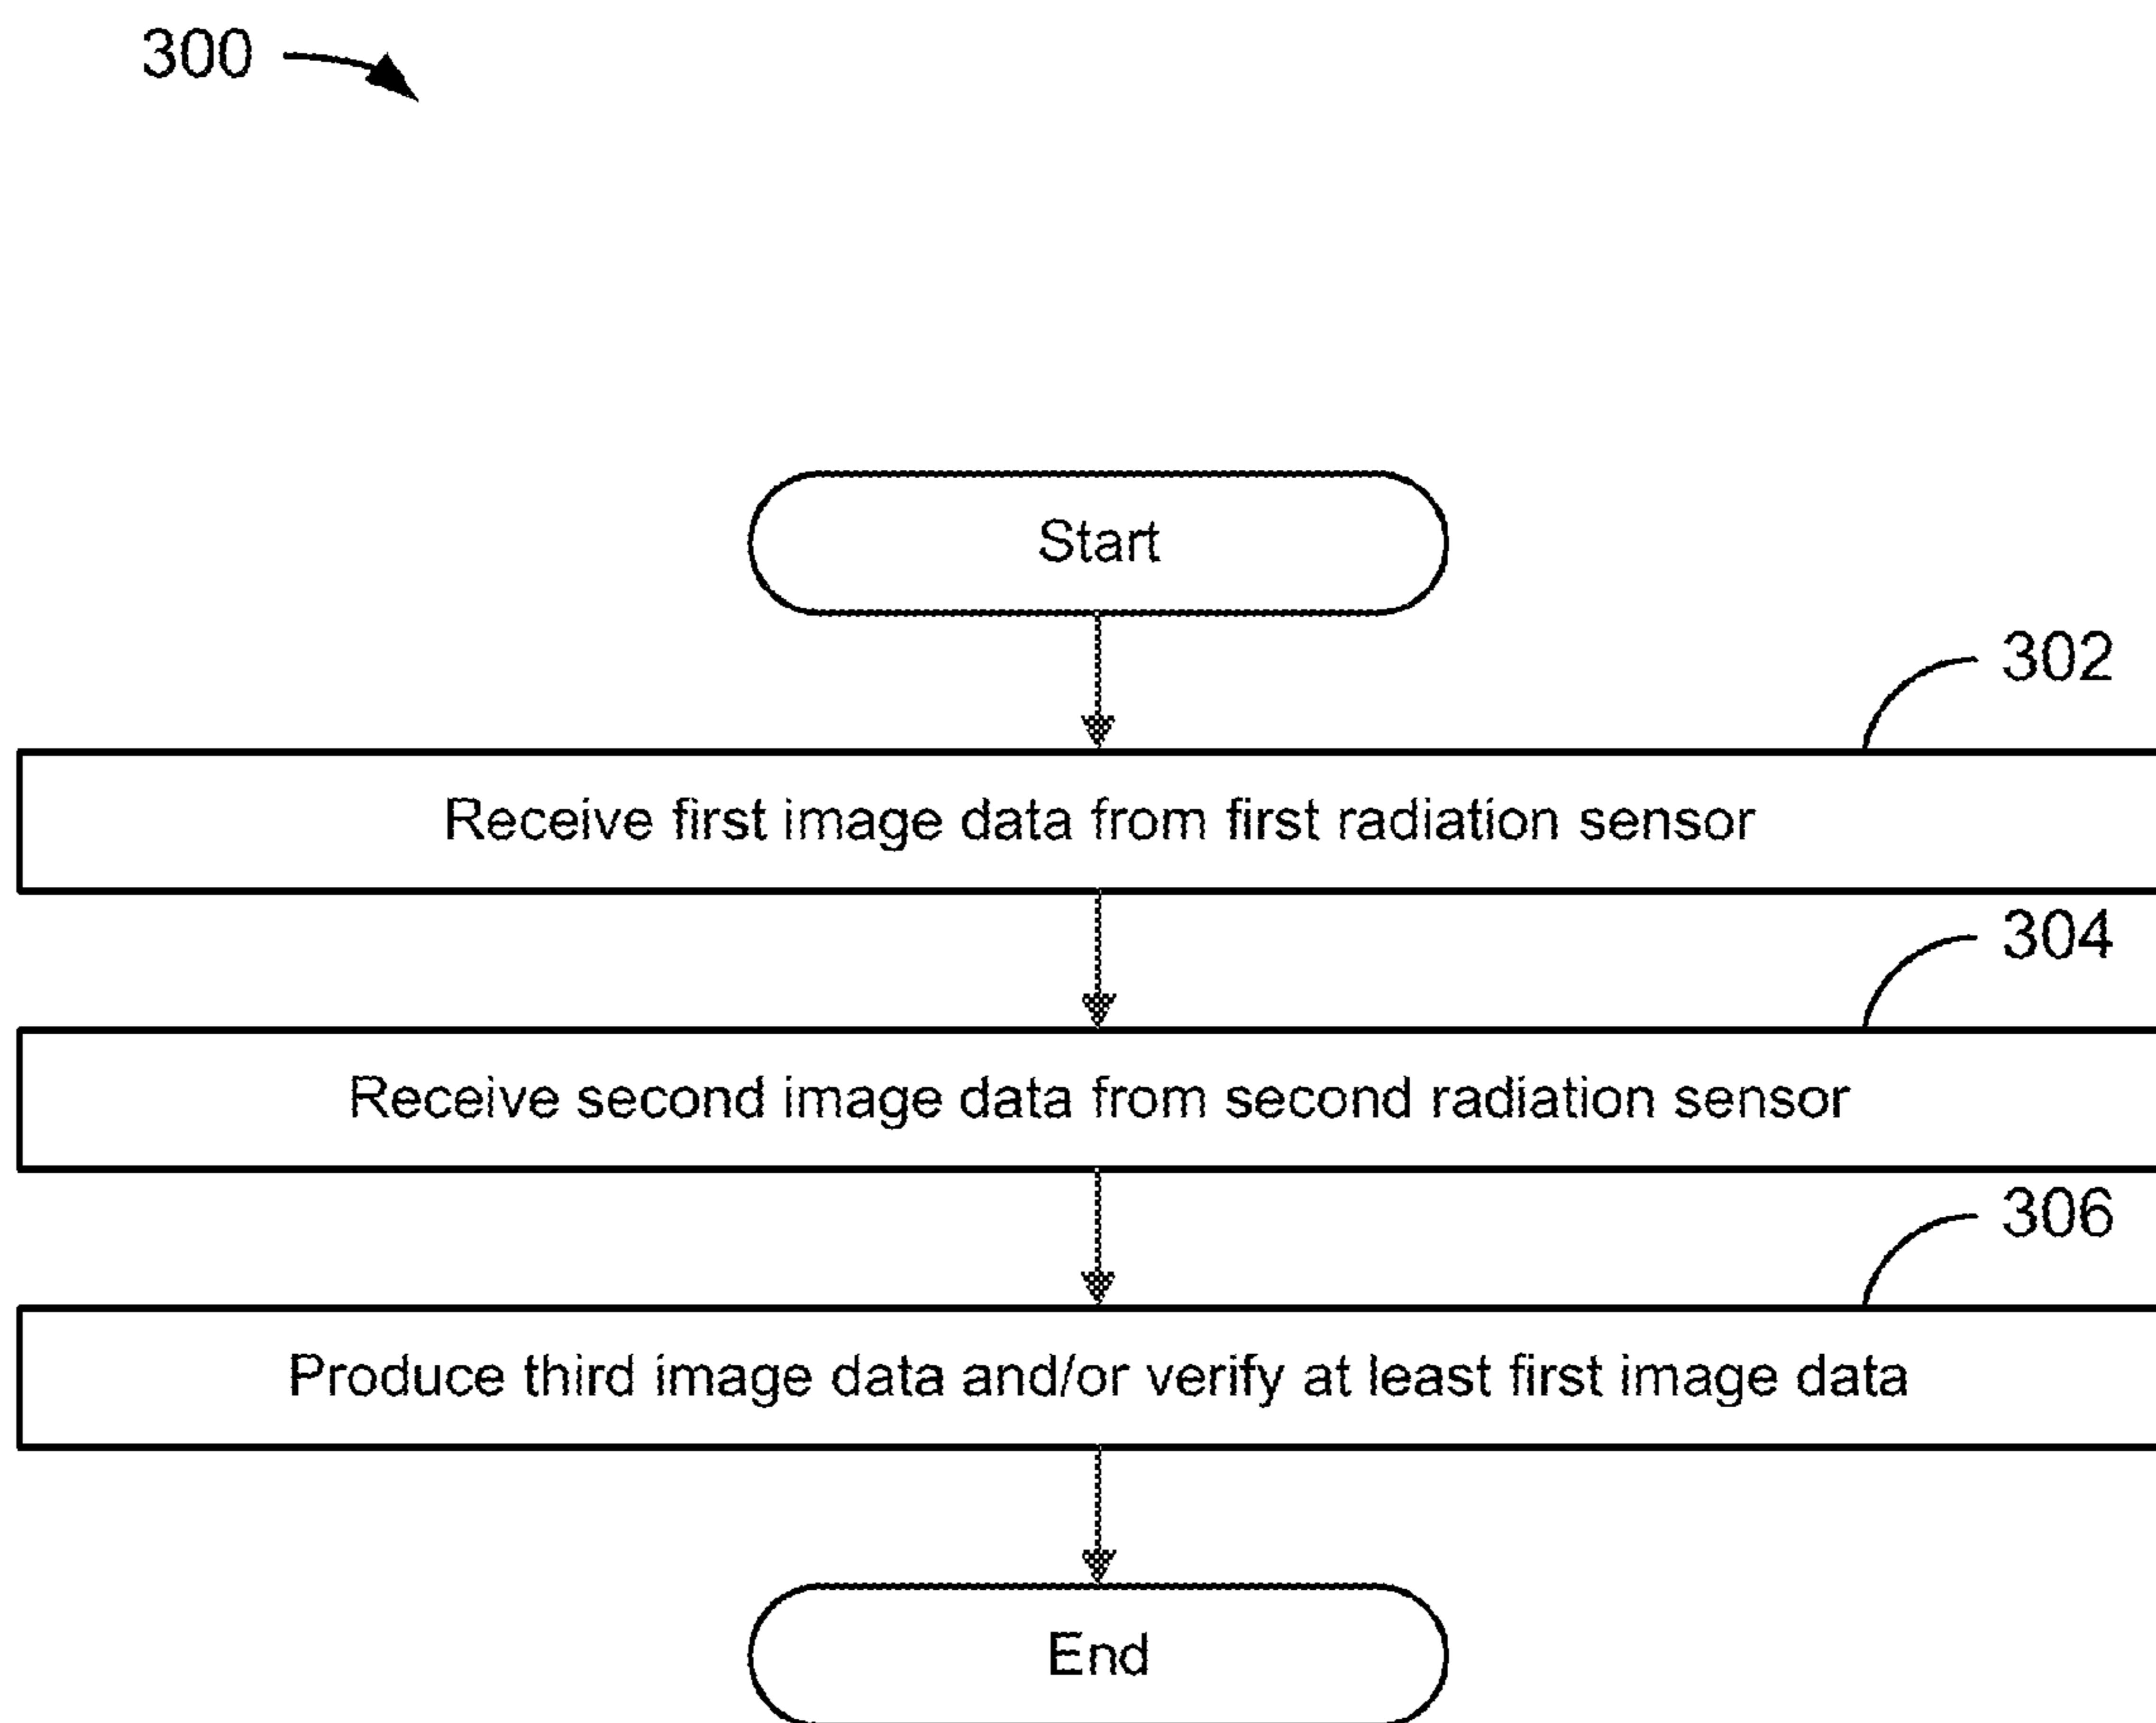 300
Start
302
Receive first image data from first radiation sensor
304
Receive second image data from second radiation sensor
306
Produce third image data and/or verify at least first image data
End